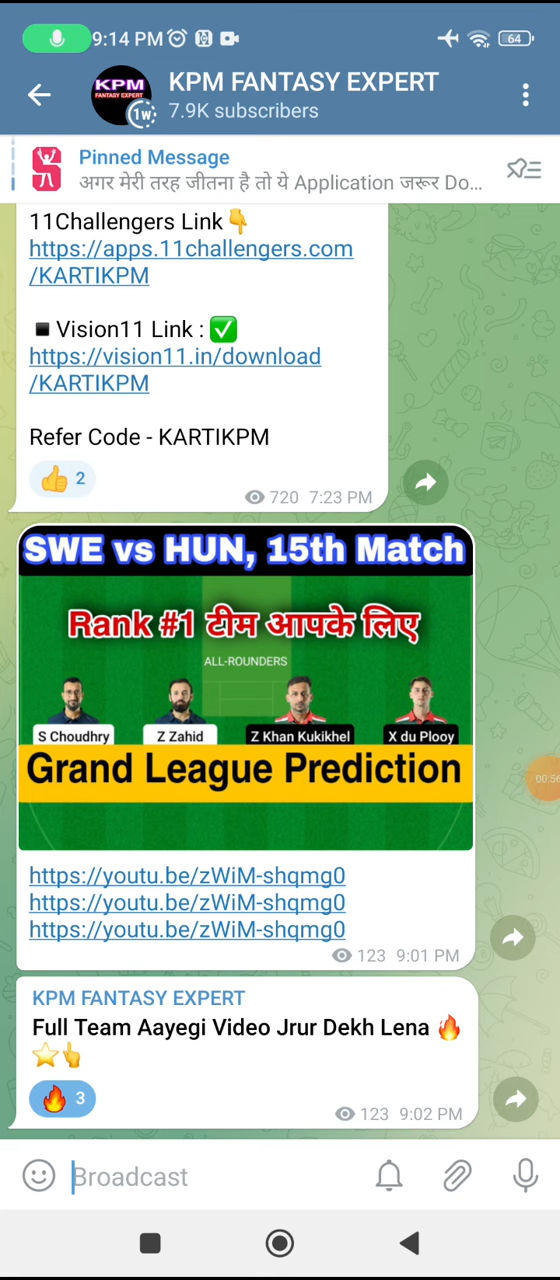 9:14 PM
64
KPM FANTASY EXPERT
KPM
FANTASY EXPERT
1w
7.9K subscribers
Pinned Message
अगर मेरी तरह जीतना है तो ये Application जरूर Do...
11Challengers Link👇
https://apps.11challengers.com
/KARTIKPM
◾Vision11 Link : ✅
https://vision11.in/download
/KARTIKPM
Refer Code - KARTIKPM
👍 2
720 7:23 PM
SWE vs HUN, 15th Match
Rank #1 टीम आपके लिए
ALL-ROUNDERS
S Choudhry Z Zahid Z Khan Kukikhel X du Plooy
Grand League Prediction
00:56
https://youtu.be/zWiM-shqmg0
https://youtu.be/zWiM-shqmg0
https://youtu.be/zWiM-shqmg0
123 9:01 PM
KPM FANTASY EXPERT
Full Team Aayegi Video Jrur Dekh Lena 🔥
⭐👆
🔥 3
123 9:02 PM
Broadcast